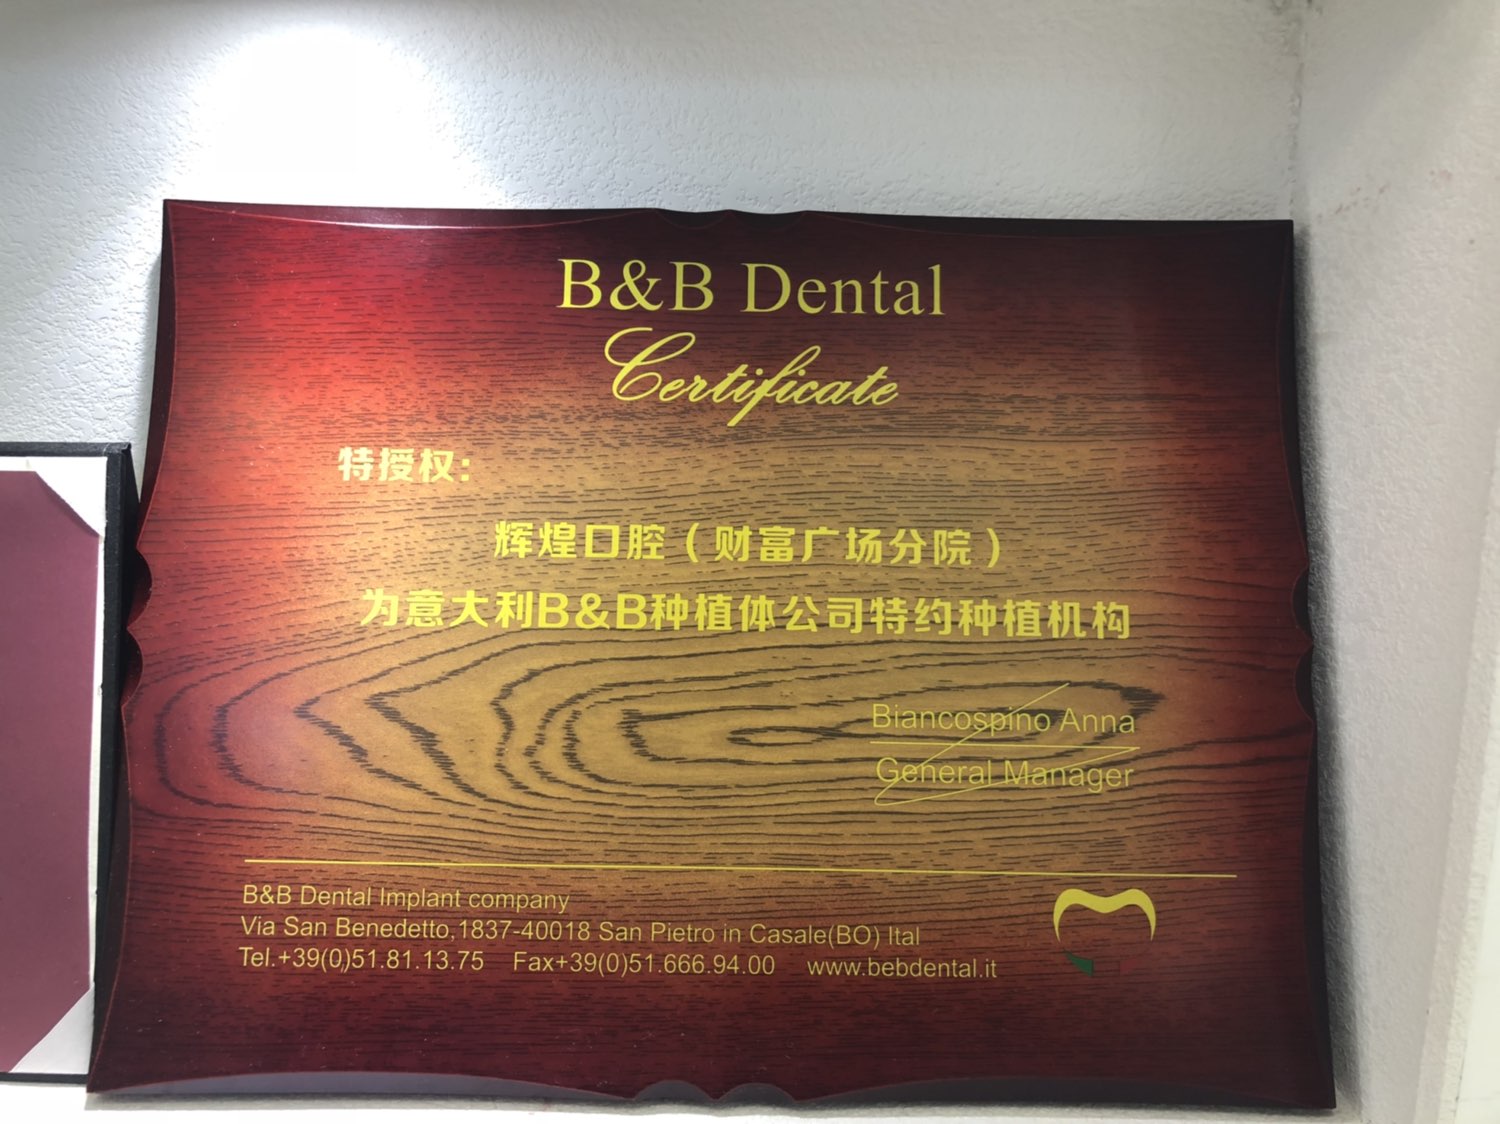 B&B Dental
Certificate
特授权:
辉煌口腔（财富广场分院）
为意大利B&B种植体公司特约种植机构
Biancospino Anna
General Manager
B&B Dental Implant company
Via San Benedetto,1837-40018 San Pietro in Casale(BO) Ital
Tel.+39(0)51.81.13.75 Fax+39(0)51.666.94.00 www.bebdental.it